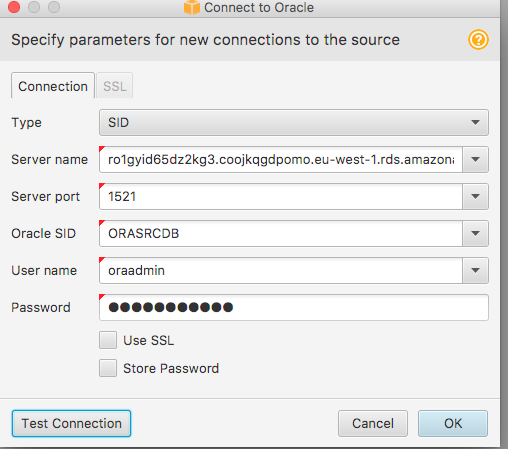 Connect to Oracle
Specify parameters for new connections to the source
?
Connection SSL
Type SID
Server name ro1gyid65dz2kg3.coojkqgdpomo.eu-west-1.rds.amazona
Server port 1521
Oracle SID ORASRCDB
User name oraadmin
Password ●●●●●●●●●●●
Use SSL
Store Password
Test Connection Cancel OK